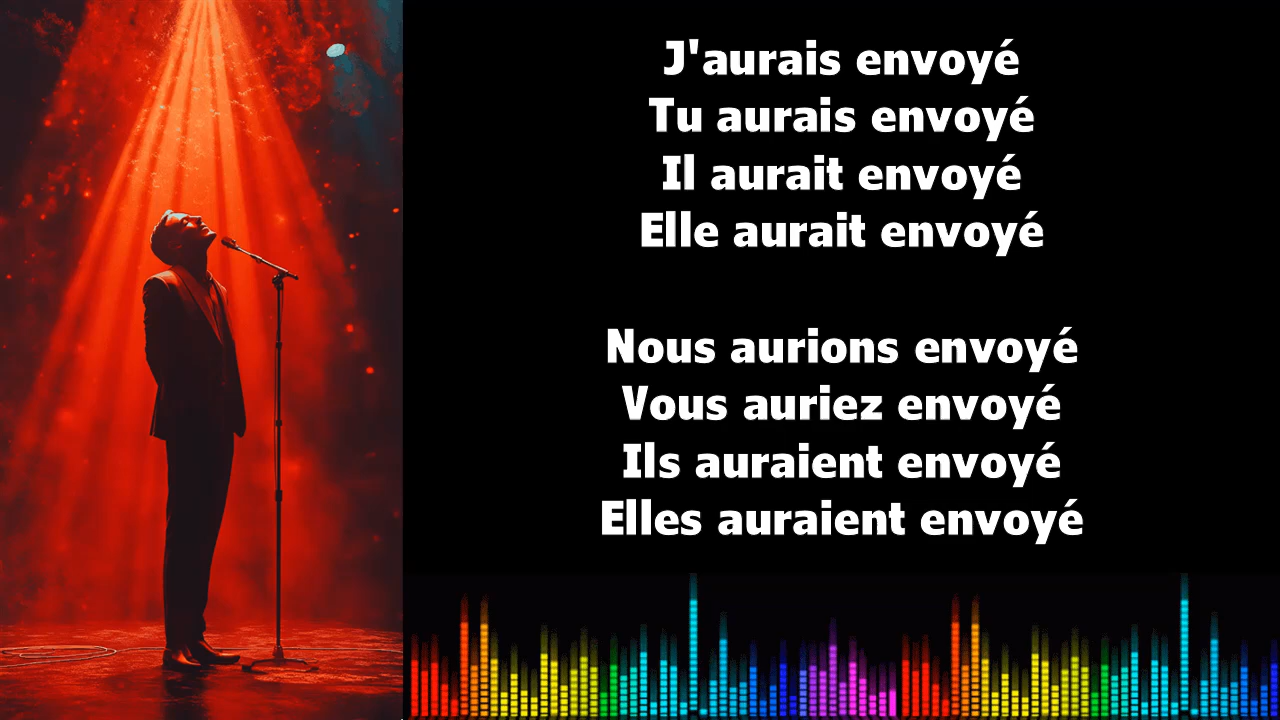 J'aurais envoyé
Tu aurais envoyé
Il aurait envoyé
Elle aurait envoyé
Nous aurions envoyé
Vous auriez envoyé
Ils auraient envoyé
Elles auraient envoyé